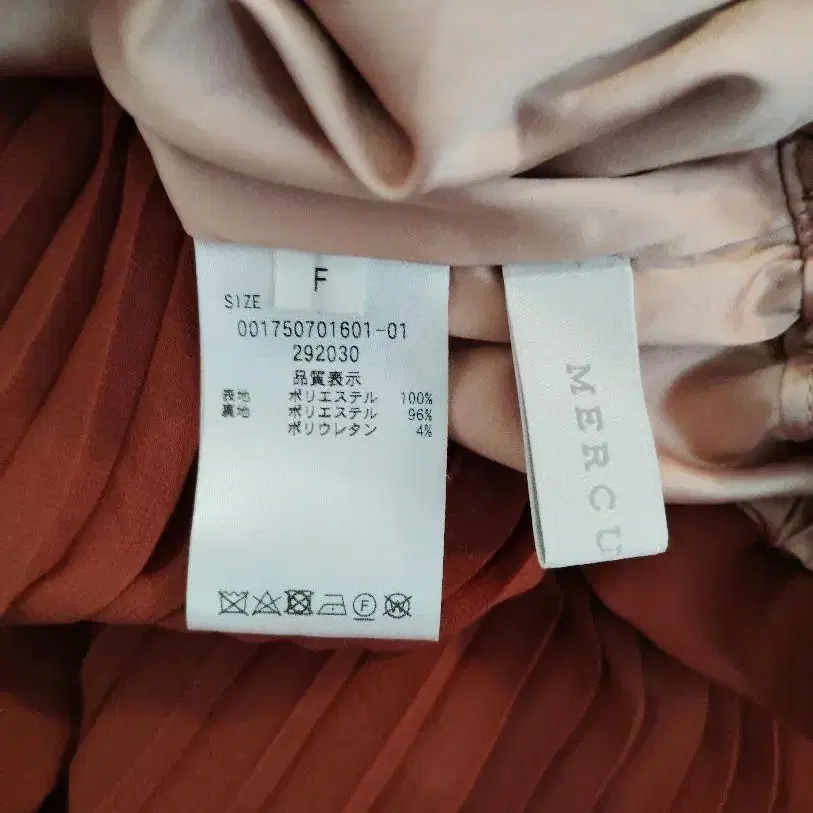 F
SIZE
001750701601-01
292030
品質表示
表地 ポリエステル 100%
裏地 ポリエステル 96%
ポリウレタン 4%
F W
MERCU